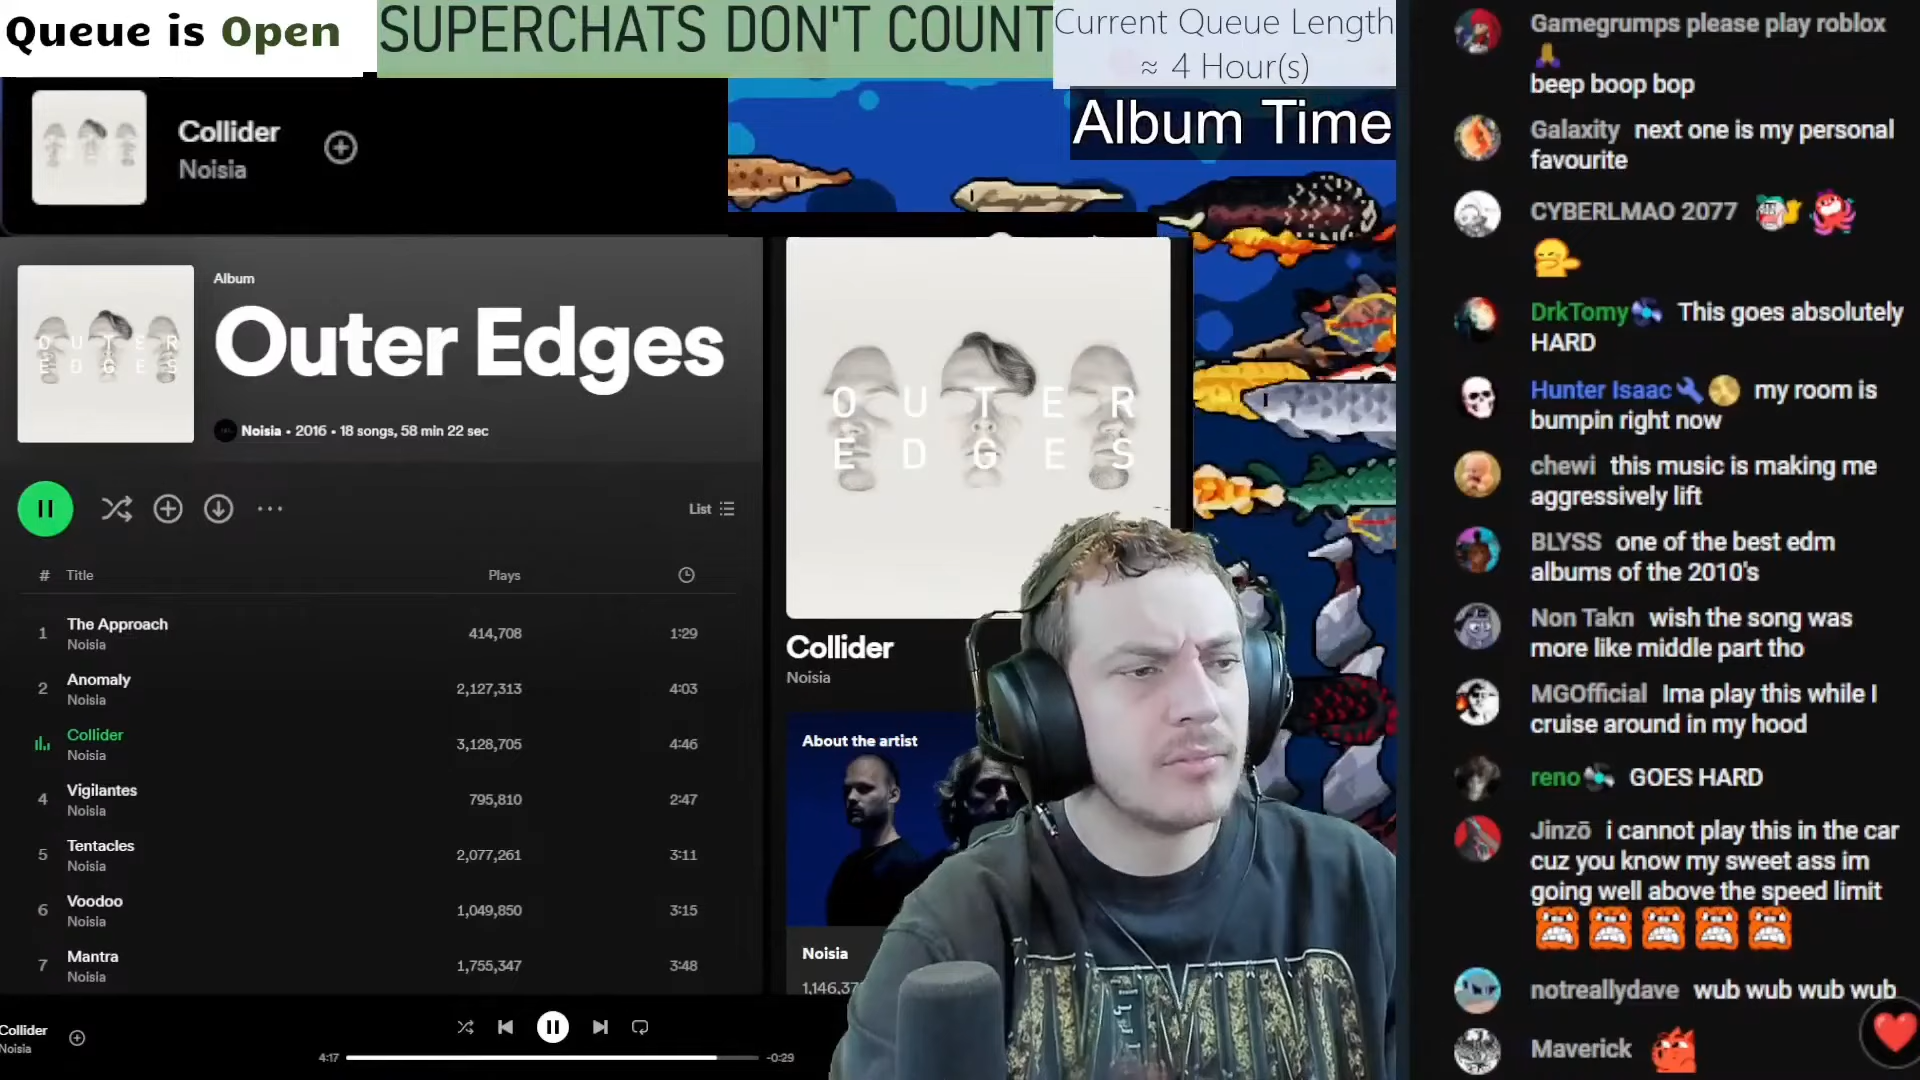 Queue is Open
SUPERCHATS DON'T COUNT
Current Queue Length
≈ 4 Hour(s)
Album Time
Collider
Noisia
Album
Outer Edges
Noisia • 2016 • 18 songs, 58 min 22 sec
OUTER
EDGES
List
# Title Plays
1 The Approach 414,708 1:29
Noisia
2 Anomaly 2,127,313 4:03
Noisia
Collider 3,128,705 4:46
Noisia
4 Vigilantes 795,810 2:47
Noisia
5 Tentacles 2,077,261 3:11
Noisia
6 Voodoo 1,049,850 3:15
Noisia
7 Mantra 1,755,347 3:48
Noisia
OUTER
EDGES
Collider
Noisia
About the artist
Noisia
Collider
Noisia
4:17 -0:29
Gamegrumps please play roblox
beep boop bop
Galaxity next one is my personal
favourite
CYBERLMAO 2077
DrkTomy This goes absolutely
HARD
Hunter Isaac my room is
bumpin right now
chewi this music is making me
aggressively lift
BLYSS one of the best edm
albums of the 2010's
Non Takn wish the song was
more like middle part tho
MGOfficial Ima play this while I
cruise around in my hood
reno GOES HARD
Jinzō i cannot play this in the car
cuz you know my sweet ass im
going well above the speed limit
notreallydave wub wub wub wub
Maverick